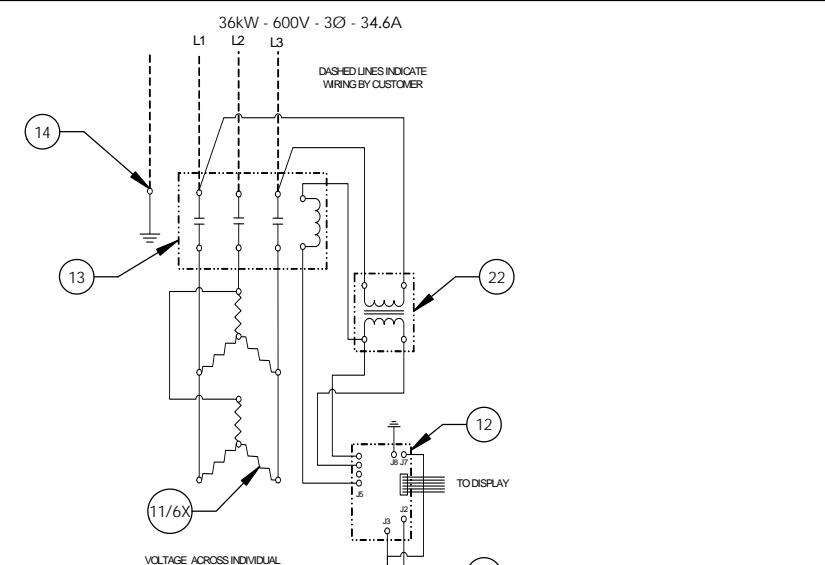 36kW - 600V - 3Ø - 34.6A
L1 L2 L3
DASHED LINES INDICATE
WIRING BY CUSTOMER
14
13
22
12
J8 J7
J5
TO DISPLAY
J2
J3
11/6X
VOLTAGE ACROSS INDIVIDUAL